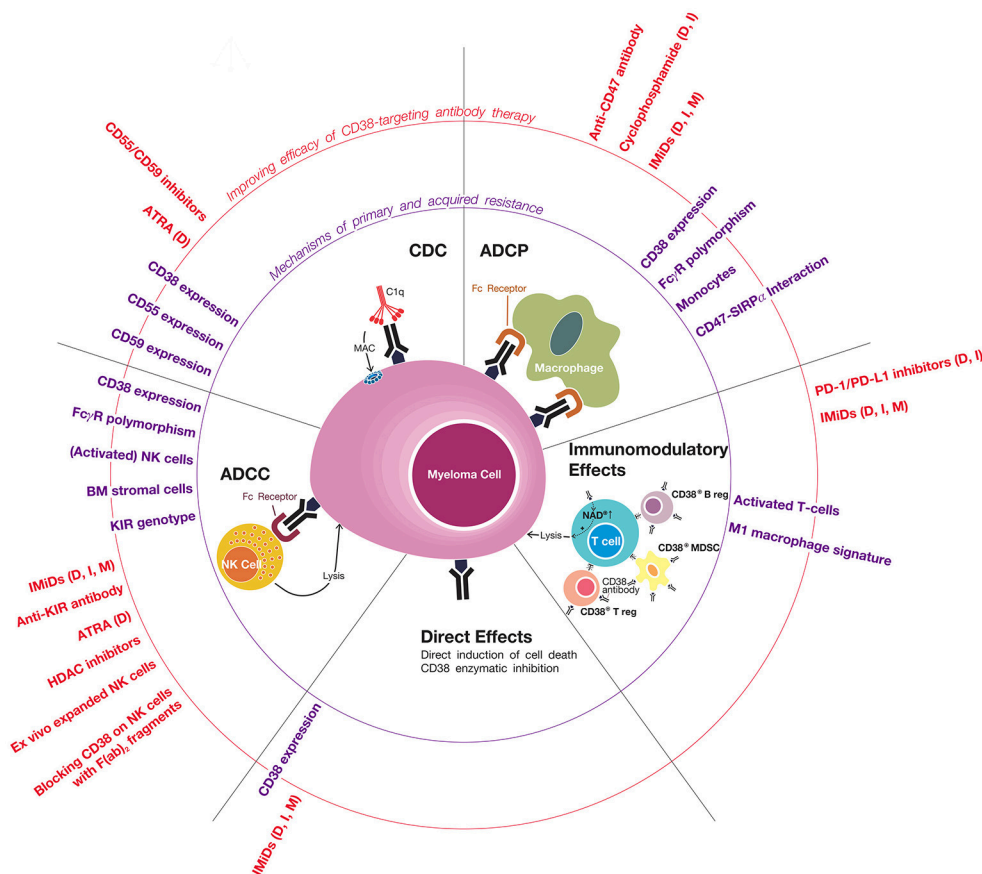 Improving efficacy of CD38-targeting antibody therapy
Mechanisms of primary and acquired resistance
CDC
C1q
MAC
CD55/CD59 inhibitors
ATRA (D)
CD38 expression
CD55 expression
CD59 expression
ADCP
Fc Receptor
Macrophage
Anti-CD47 antibody
Cyclophosphamide (D, I)
IMiDs (D, I, M)
CD38 expression
FcγR polymorphism
Monocytes
CD47-SIRPα Interaction
Myeloma Cell
Immunomodulatory
Effects
CD38⁺ B reg
NAD⁺↑
+
T cell
Lysis
CD38⁺ MDSC
CD38
antibody
CD38⁺ T reg
PD-1/PD-L1 inhibitors (D, I)
IMiDs (D, I, M)
Activated T-cells
M1 macrophage signature
Direct Effects
Direct induction of cell death
CD38 enzymatic inhibition
CD38 expression
IMiDs (D, I, M)
ADCC
Fc Receptor
NK Cell
Lysis
CD38 expression
FcγR polymorphism
(Activated) NK cells
BM stromal cells
KIR genotype
IMiDs (D, I, M)
Anti-KIR antibody
ATRA (D)
HDAC inhibitors
Ex vivo expanded NK cells
Blocking CD38 on NK cells
with F(ab)₂ fragments